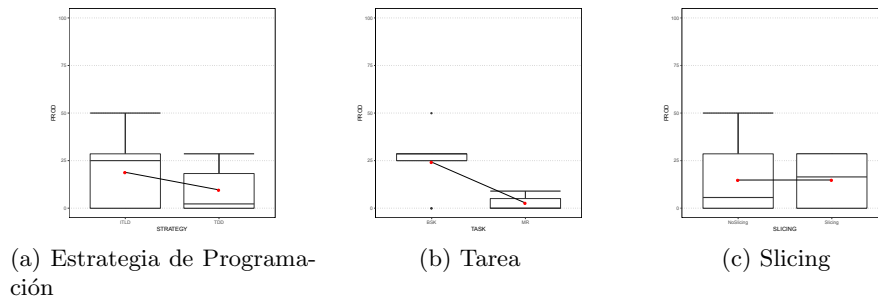 100
75
50
25
0
PROD
ITLD
TDD
STRATEGY
100
75
50
25
0
PROD
BSK
MR
TASK
100
75
50
25
0
PROD
NoSlicing
Slicing
SLICING
(a) Estrategia de Programa-
ción
(b) Tarea
(c) Slicing